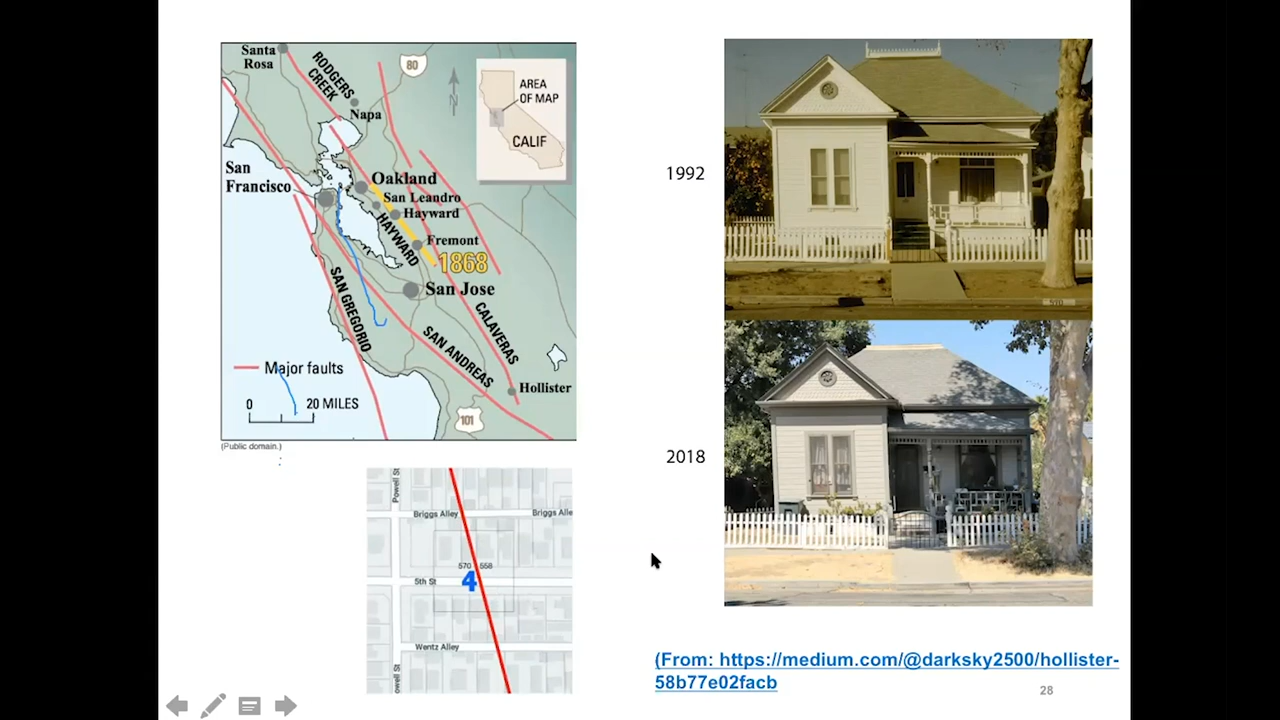 Santa
Rosa
RODGERS
CREEK
80
N
Napa
AREA
OF MAP
CALIF
San
Francisco
Oakland
San Leandro
Hayward
HAYWARD
Fremont
1868
San Jose
SAN GREGORIO
SAN ANDREAS
CALAVERAS
Hollister
101
Major faults
0 20 MILES
(Public domain.)
:
1992
570
2018
Powell St
Briggs Alley
Briggs Alle
570 558
5th St
4
Wentz Alley
owell St
(From: https://medium.com/@darksky2500/hollister-
58b77e02facb
28